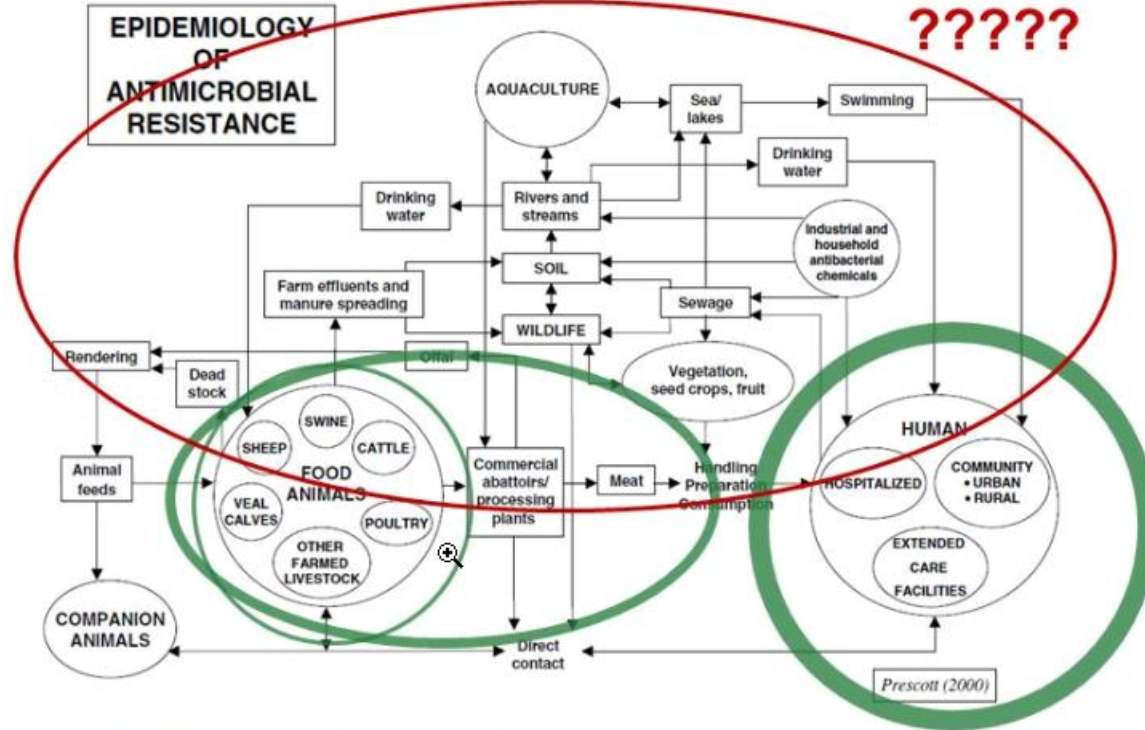 EPIDEMIOLOGY
OF
ANTIMICROBIAL
RESISTANCE
?????
AQUACULTURE
Sea/
lakes
Swimming
Drinking
water
Drinking
water
Rivers and
streams
Industrial and
household
antibacterial
chemicals
SOIL
Farm effluents and
manure spreading
Sewage
WILDLIFE
Rendering
Offal
Dead
stock
Vegetation,
seed crops, fruit
SWINE
SHEEP
CATTLE
FOOD
ANIMALS
VEAL
CALVES
POULTRY
OTHER
FARMED
LIVESTOCK
Animal
feeds
Commercial
abattoirs/
processing
plants
Meat
Handling
Preparation
Consumption
HUMAN
HOSPITALIZED
COMMUNITY
• URBAN
• RURAL
EXTENDED
CARE
FACILITIES
COMPANION
ANIMALS
Direct
contact
Prescott (2000)